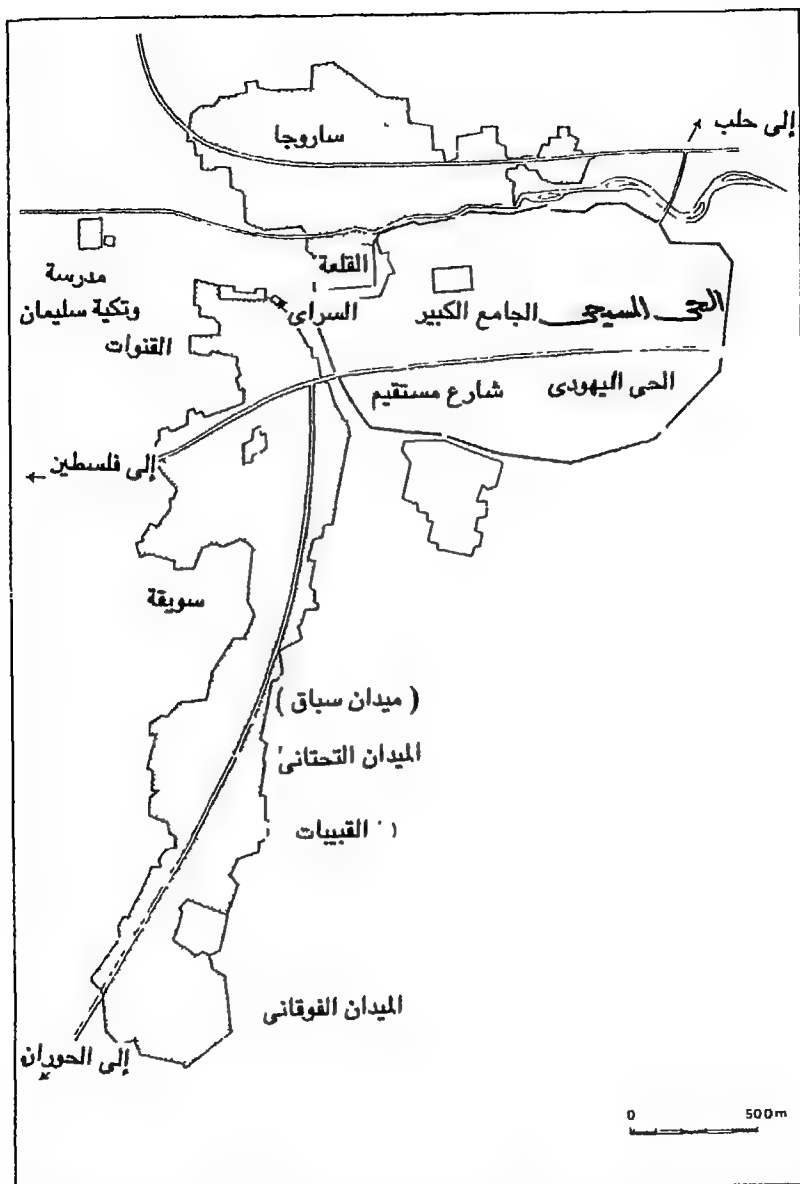 ساروجا
إلى حلب
القلعة
مدرسة
وتكية سليمان
السراى
الجامع الكبير
الحى المسيحى
القنوات
شارع مستقيم
الحى اليهودى
إلى فلسطين
سويقة
( ميدان سباق )
الميدان التحتانى
القبيبات
الميدان الفوقانى
إلى الحوران
0 500m